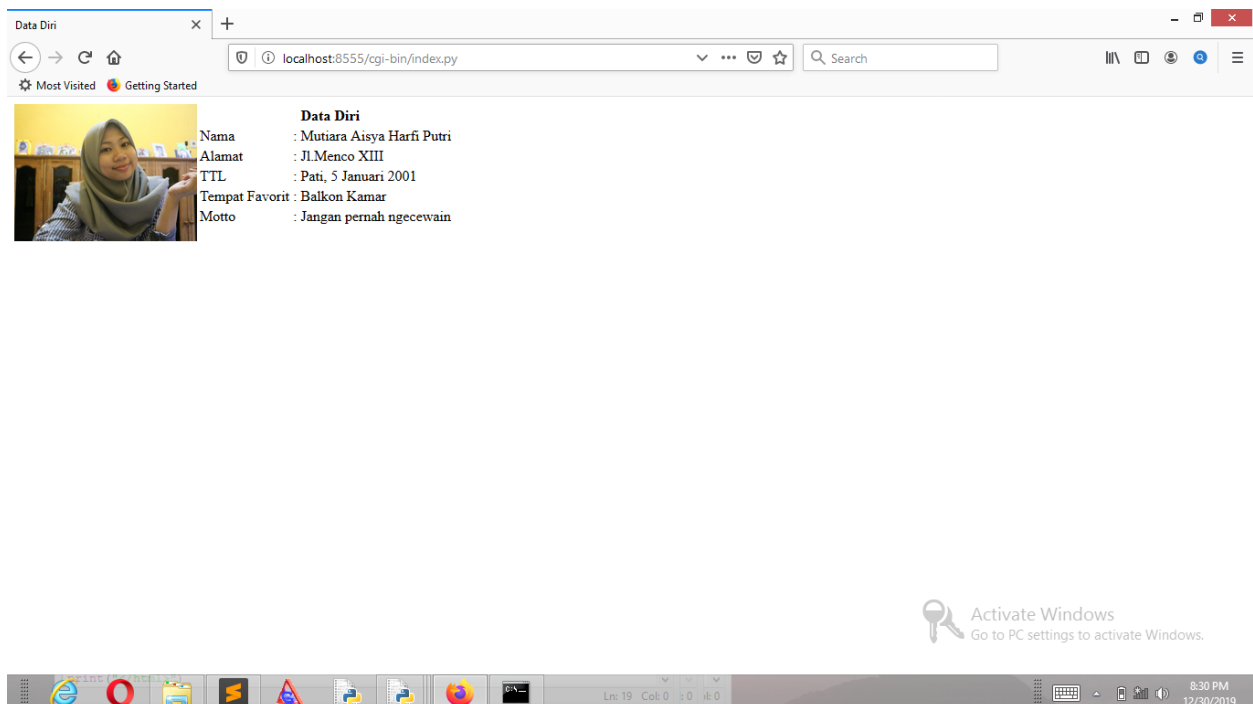 Data Diri
localhost:8555/cgi-bin/index.py
Search
Most Visited Getting Started
Data Diri
Nama : Mutiara Aisya Harfi Putri
Alamat : Jl.Menco XIII
TTL : Pati, 5 Januari 2001
Tempat Favorit : Balkon Kamar
Motto : Jangan pernah ngecewain
Activate Windows
Go to PC settings to activate Windows.
Ln: 19 Col: 0
8:30 PM
12/30/2019